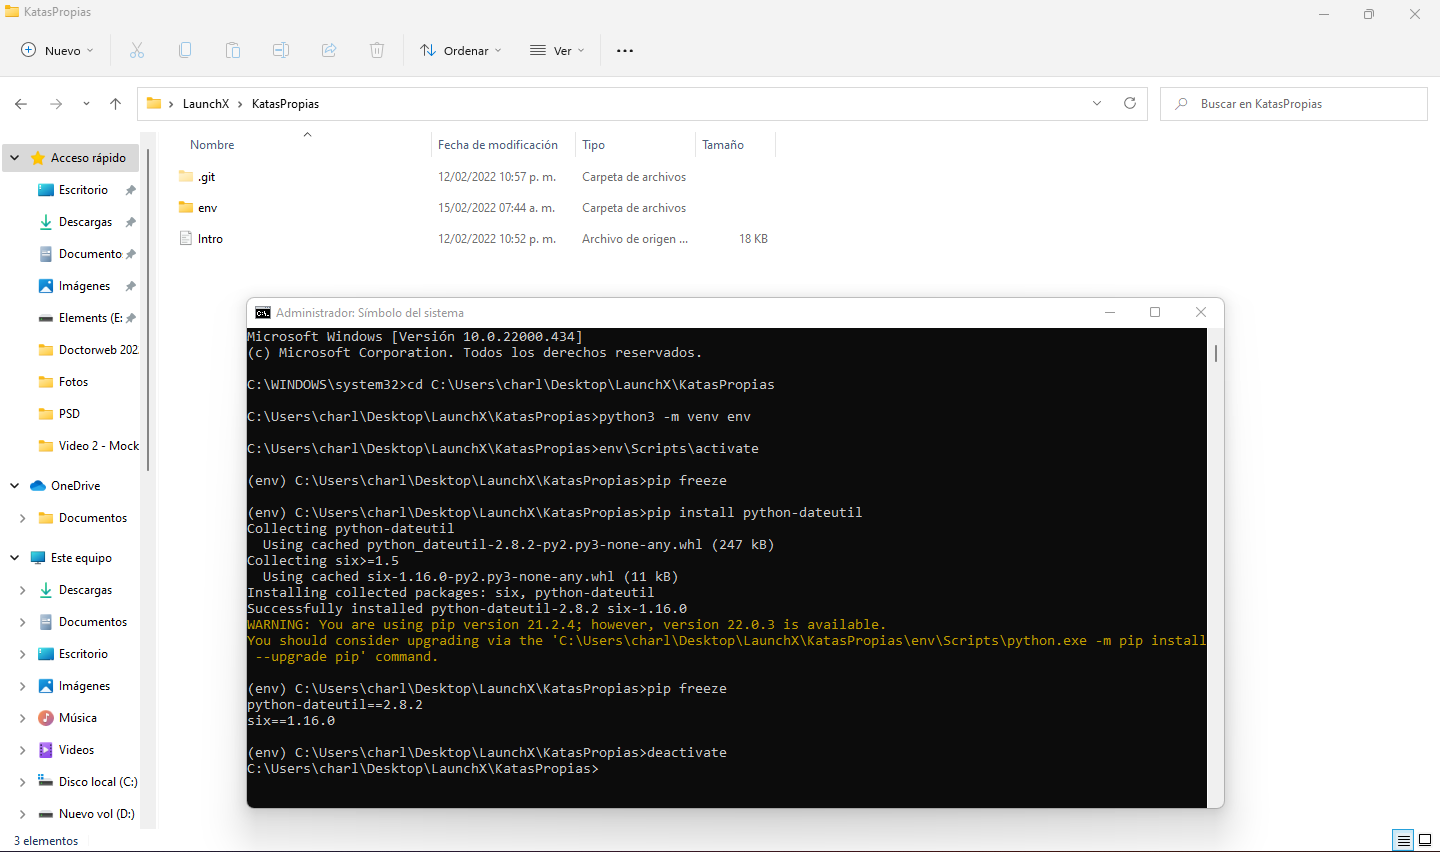 KatasPropias
Nuevo
Ordenar
Ver
LaunchX > KatasPropias
Buscar en KatasPropias
Nombre Fecha de modificación Tipo Tamaño
.git 12/02/2022 10:57 p. m. Carpeta de archivos
env 15/02/2022 07:44 a. m. Carpeta de archivos
Intro 12/02/2022 10:52 p. m. Archivo de origen ... 18 KB
Acceso rápido
Escritorio
Descargas
Documento
Imágenes
Elements (E:
Doctorweb 202
Fotos
PSD
Video 2 - Mock
OneDrive
Documentos
Este equipo
Descargas
Documentos
Escritorio
Imágenes
Música
Videos
Disco local (C:)
Nuevo vol (D:)
3 elementos
C:\. Administrador: Símbolo del sistema
Microsoft Windows [Versión 10.0.22000.434]
(c) Microsoft Corporation. Todos los derechos reservados.
C:\WINDOWS\system32>cd C:\Users\charl\Desktop\LaunchX\KatasPropias
C:\Users\charl\Desktop\LaunchX\KatasPropias>python3 -m venv env
C:\Users\charl\Desktop\LaunchX\KatasPropias>env\Scripts\activate
(env) C:\Users\charl\Desktop\LaunchX\KatasPropias>pip freeze
(env) C:\Users\charl\Desktop\LaunchX\KatasPropias>pip install python-dateutil
Collecting python-dateutil
  Using cached python_dateutil-2.8.2-py2.py3-none-any.whl (247 kB)
Collecting six>=1.5
  Using cached six-1.16.0-py2.py3-none-any.whl (11 kB)
Installing collected packages: six, python-dateutil
Successfully installed python-dateutil-2.8.2 six-1.16.0
WARNING: You are using pip version 21.2.4; however, version 22.0.3 is available.
You should consider upgrading via the 'C:\Users\charl\Desktop\LaunchX\KatasPropias\env\Scripts\python.exe -m pip install
 --upgrade pip' command.
(env) C:\Users\charl\Desktop\LaunchX\KatasPropias>pip freeze
python-dateutil==2.8.2
six==1.16.0
(env) C:\Users\charl\Desktop\LaunchX\KatasPropias>deactivate
C:\Users\charl\Desktop\LaunchX\KatasPropias>